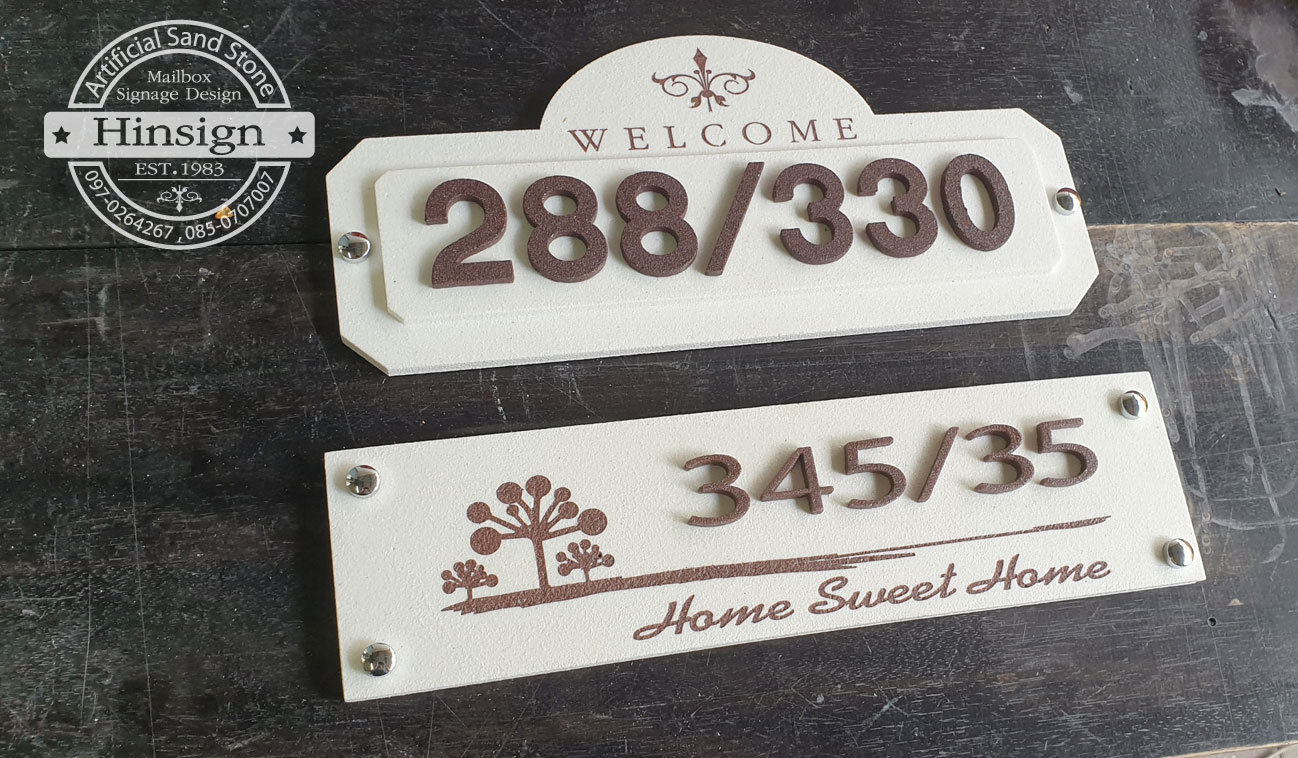 Artificial Sand Stone
Mailbox
Signage Design
Hinsign
EST.1983
097-0264267 , 085-0707007
WELCOME
288/330
345/35
Home Sweet Home